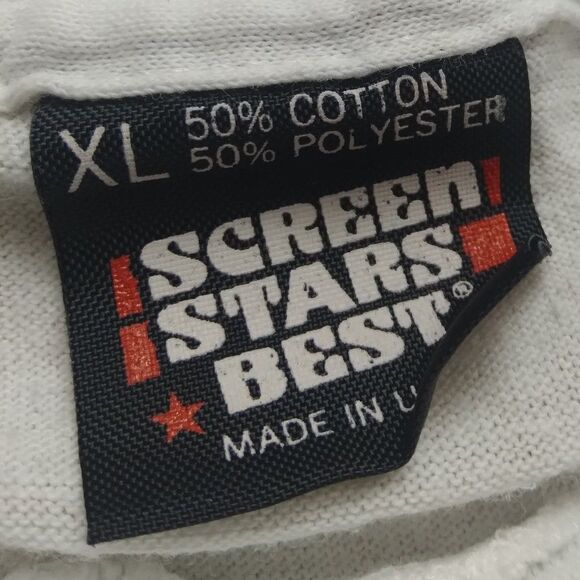 XL 50% COTTON
50% POLYESTER
SCREEN
STARS
BEST®
MADE IN U